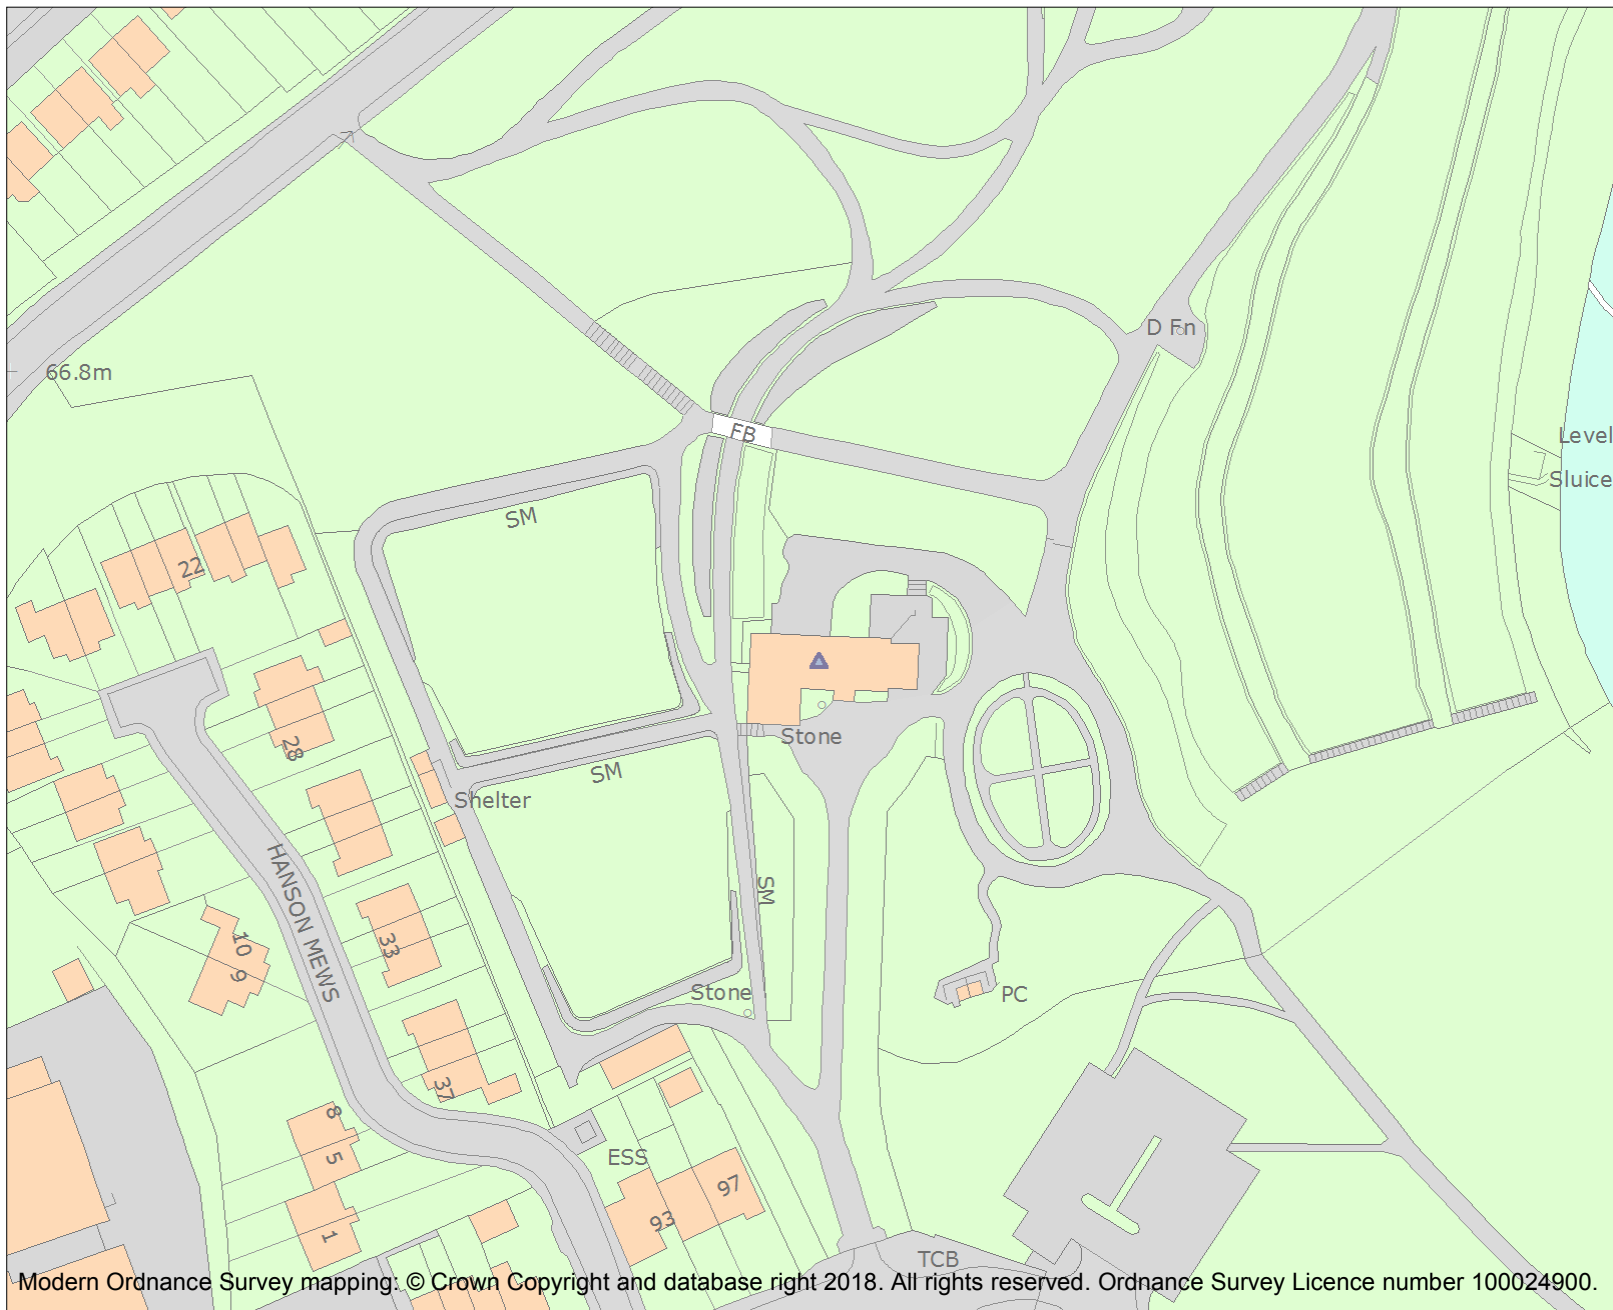 D Fn
66.8m
FB
Level
Sluice
SM
22
Stone
28
SM
Shelter
SM
HANSON MEWS
33
10
9
Stone
PC
37
8
5
ESS
97
93
1
TCB
Modern Ordnance Survey mapping: © Crown Copyright and database right 2018. All rights reserved. Ordnance Survey Licence number 100024900.